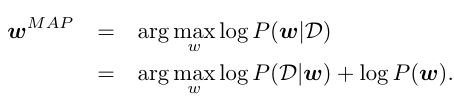 w^{MAP} = arg max_w log P(w|𝒟)
= arg max_w log P(𝒟|w) + log P(w).